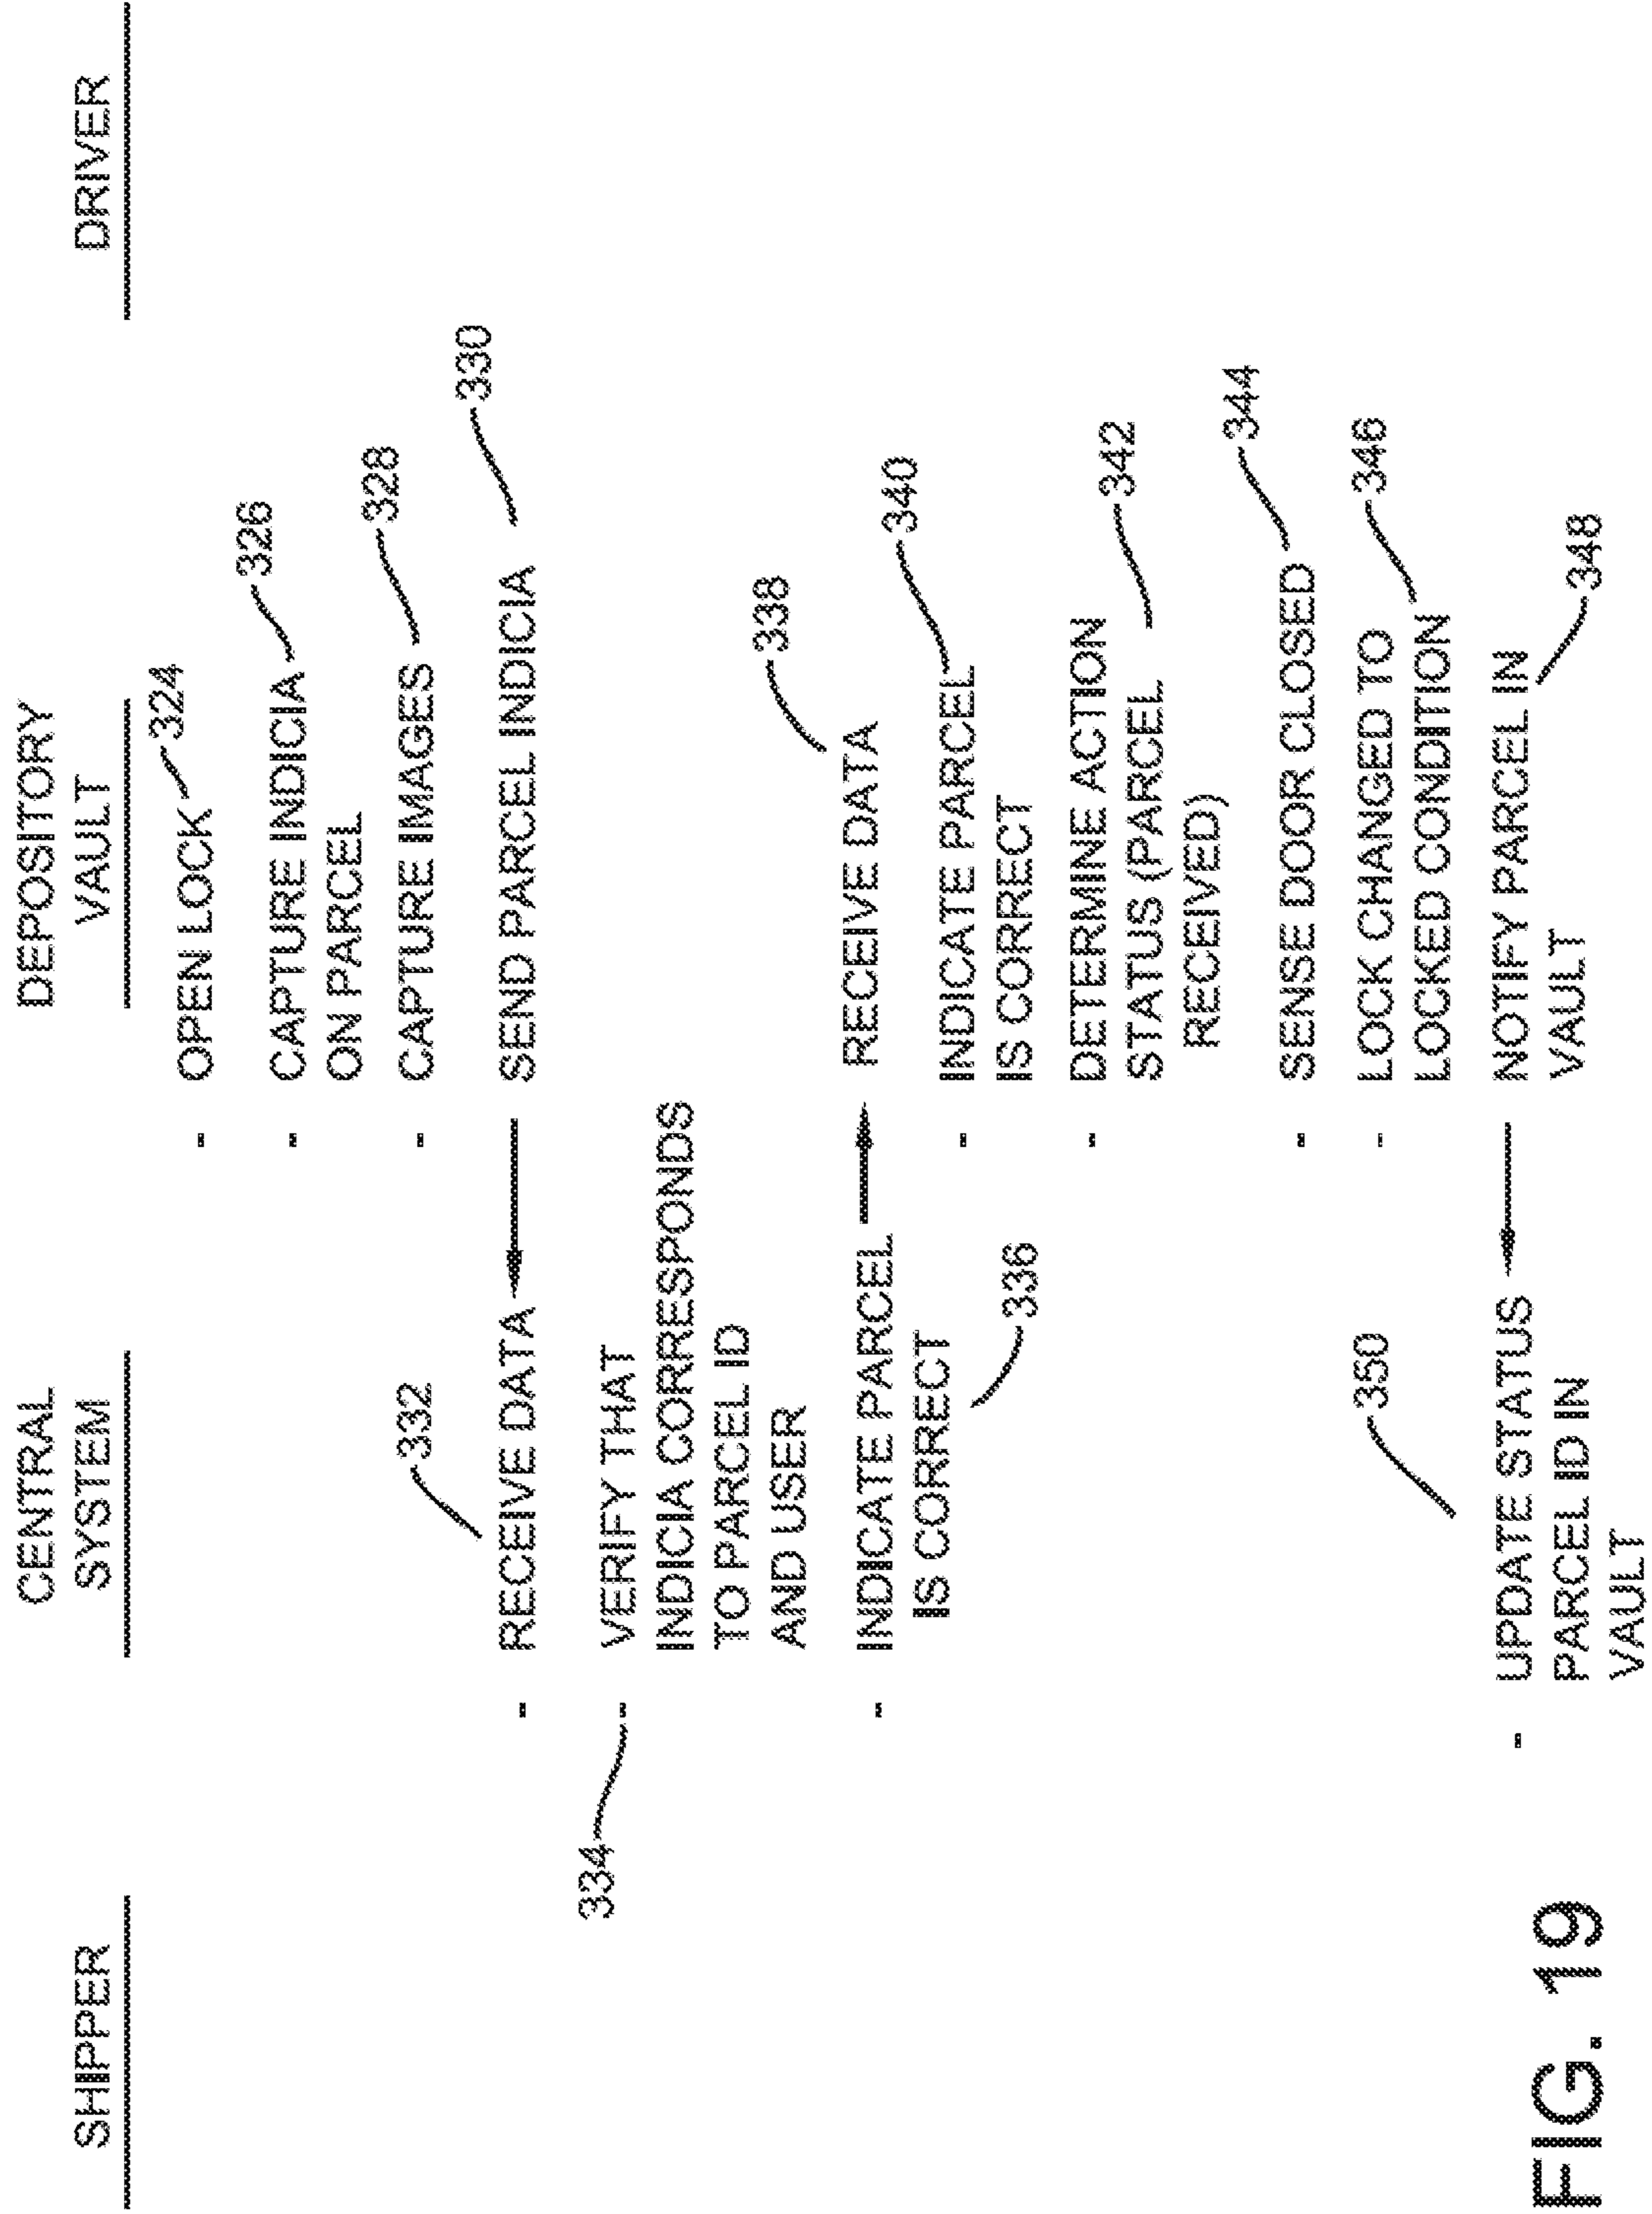 SHIPPER
CENTRAL
SYSTEM
DEPOSITORY
VAULT
DRIVER
OPEN LOCK 324
CAPTURE INDICIA 326
ON PARCEL
CAPTURE IMAGES 328
SEND PARCEL INDICIA 330
332
RECEIVE DATA
334
VERIFY THAT
INDICIA CORRESPONDS
TO PARCEL ID
AND USER
INDICATE PARCEL
IS CORRECT
336
RECEIVE DATA 338
INDICATE PARCEL 340
IS CORRECT
DETERMINE ACTION
STATUS (PARCEL 342
RECEIVED)
SENSE DOOR CLOSED 344
LOCK CHANGED TO
LOCKED CONDITION 346
NOTIFY PARCEL IN
VAULT
348
350
UPDATE STATUS
PARCEL ID IN
VAULT
FIG. 19